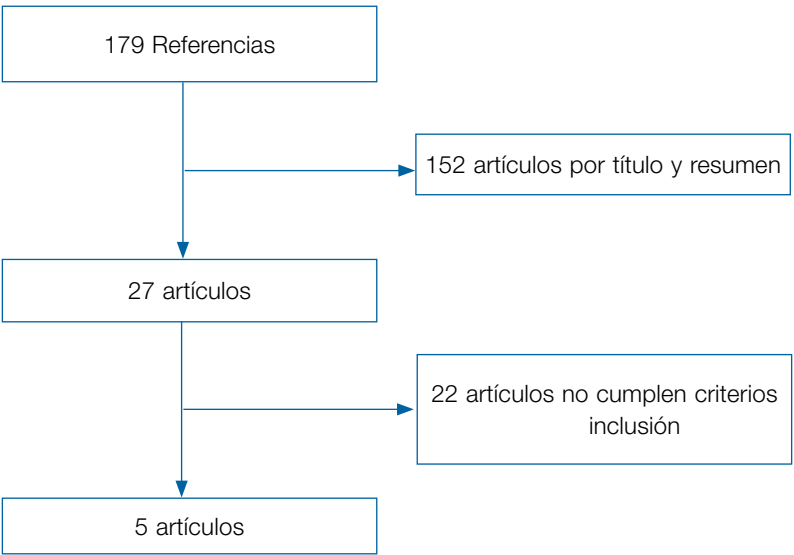 179 Referencias
152 artículos por título y resumen
27 artículos
22 artículos no cumplen criterios
inclusión
5 artículos